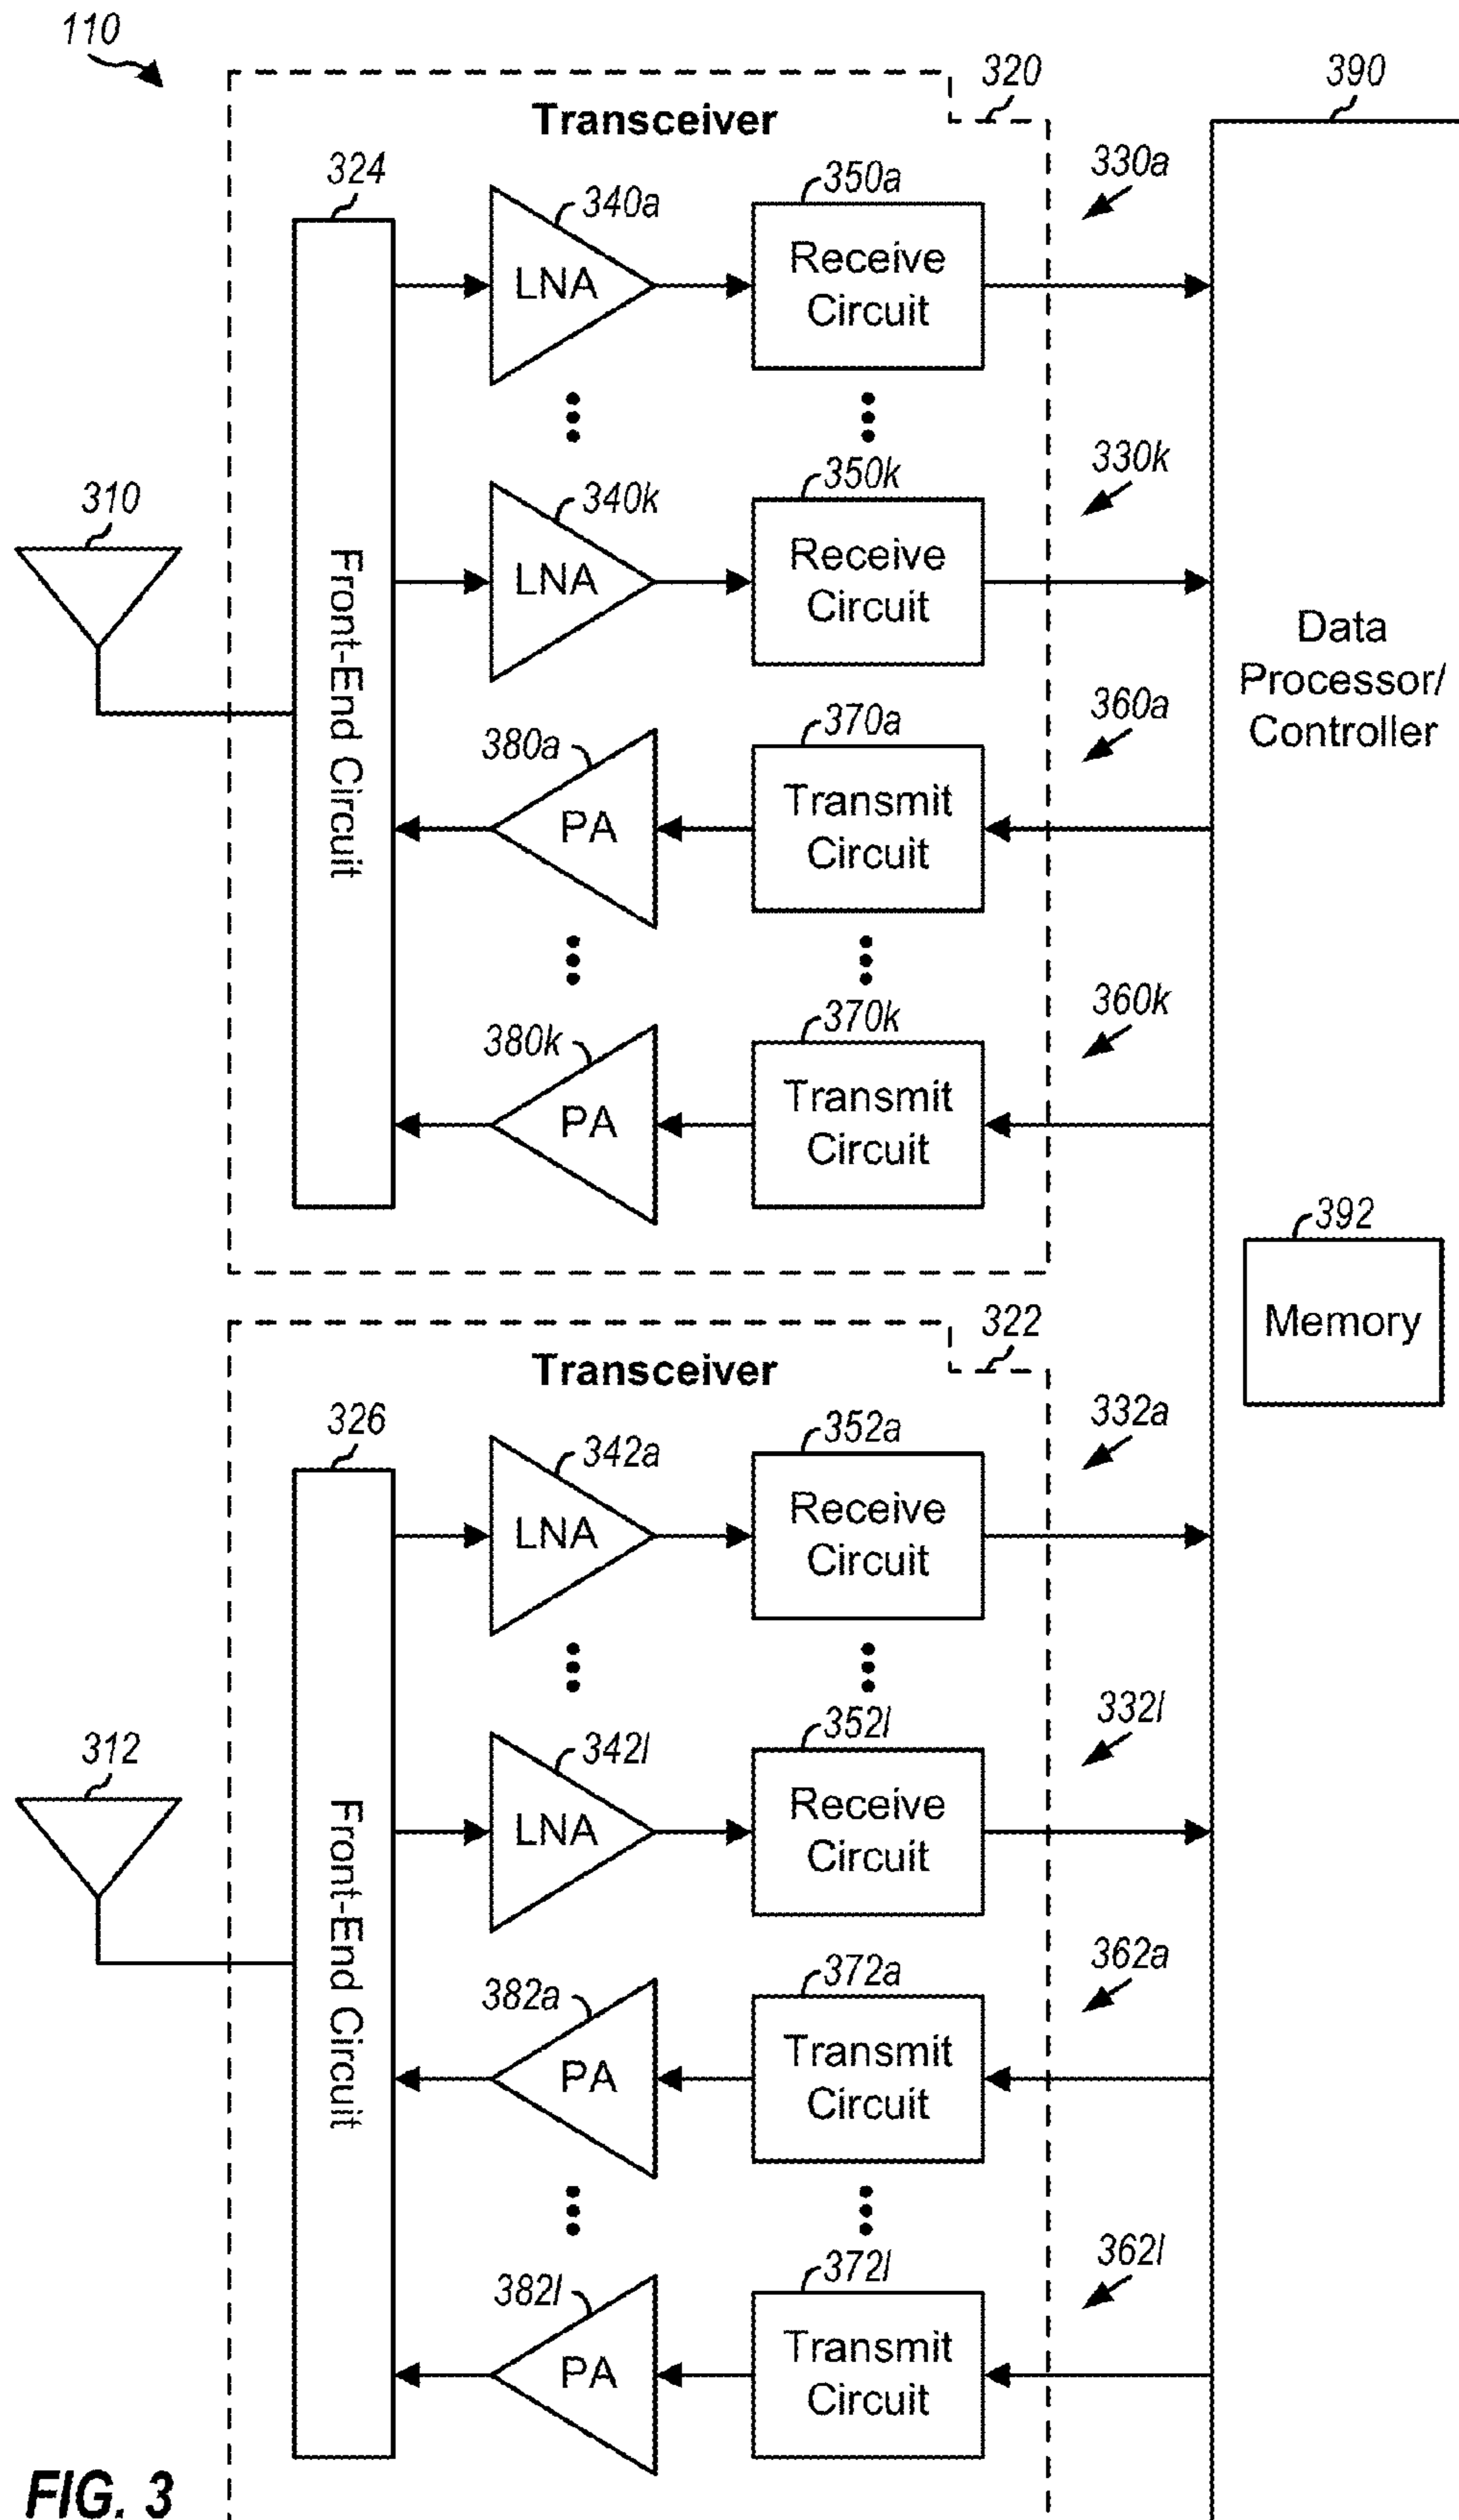 110
320
390
Transceiver
324
340a
350a
330a
LNA
Receive
Circuit
310
340k
350k
330k
LNA
Receive
Circuit
Front-End Circuit
Data
Processor/
Controller
380a
370a
360a
PA
Transmit
Circuit
380k
370k
360k
PA
Transmit
Circuit
392
Memory
322
Transceiver
326
342a
352a
332a
LNA
Receive
Circuit
312
342l
352l
332l
LNA
Receive
Circuit
Front-End Circuit
382a
372a
362a
PA
Transmit
Circuit
382l
372l
362l
PA
Transmit
Circuit
FIG. 3